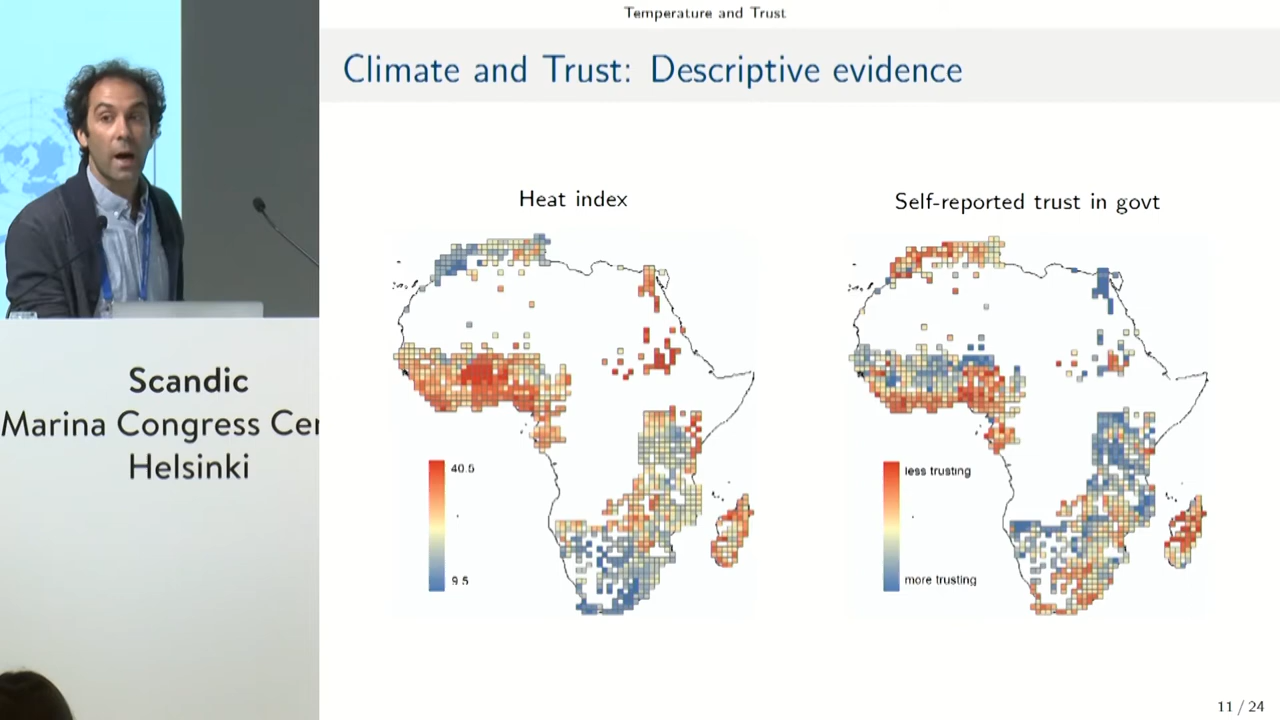 Temperature and Trust
Climate and Trust: Descriptive evidence
Heat index
Self-reported trust in govt
40.5
9.5
less trusting
more trusting
11 / 24
Scandic
Marina Congress Cen
Helsinki